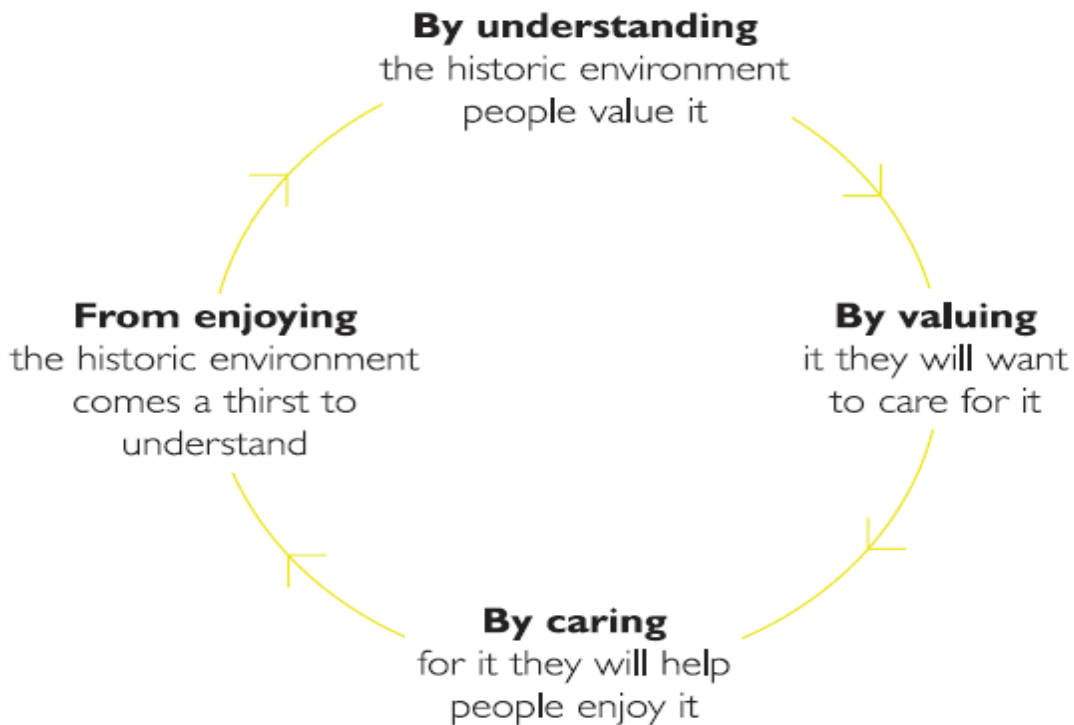 By understanding
the historic environment
people value it
By valuing
it they will want
to care for it
By caring
for it they will help
people enjoy it
From enjoying
the historic environment
comes a thirst to
understand